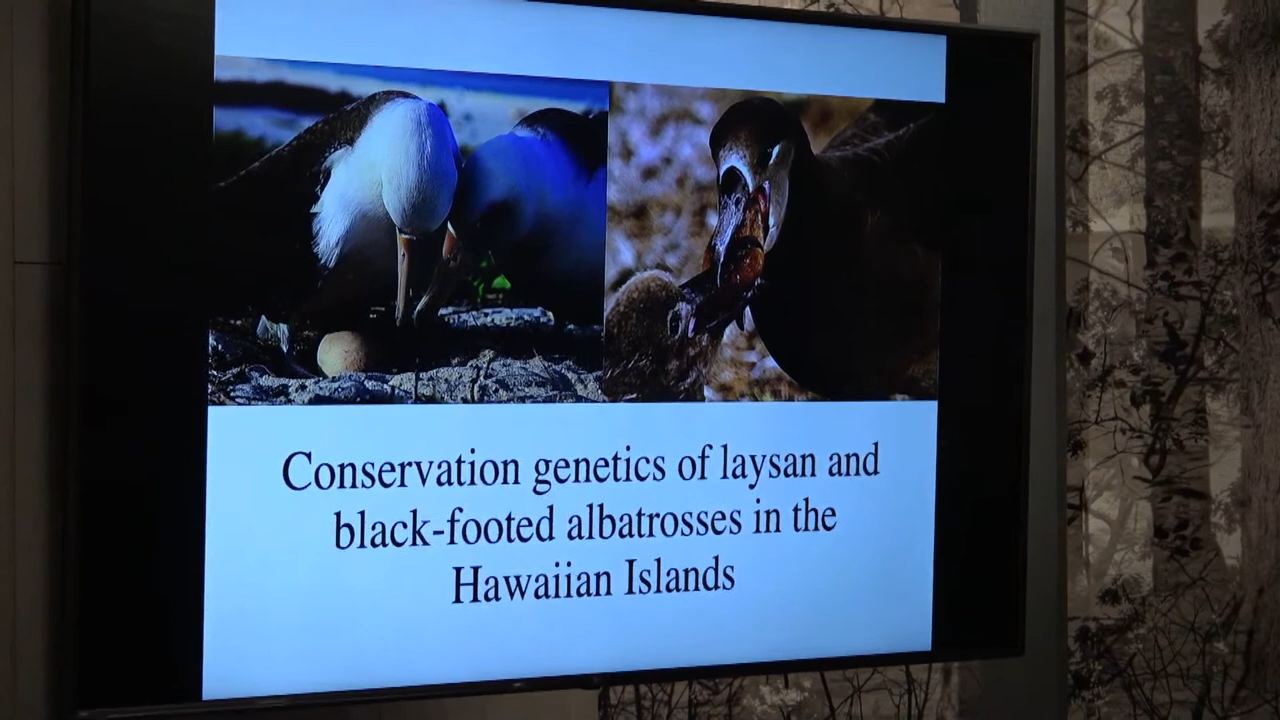 Conservation genetics of laysan and
black-footed albatrosses in the
Hawaiian Islands